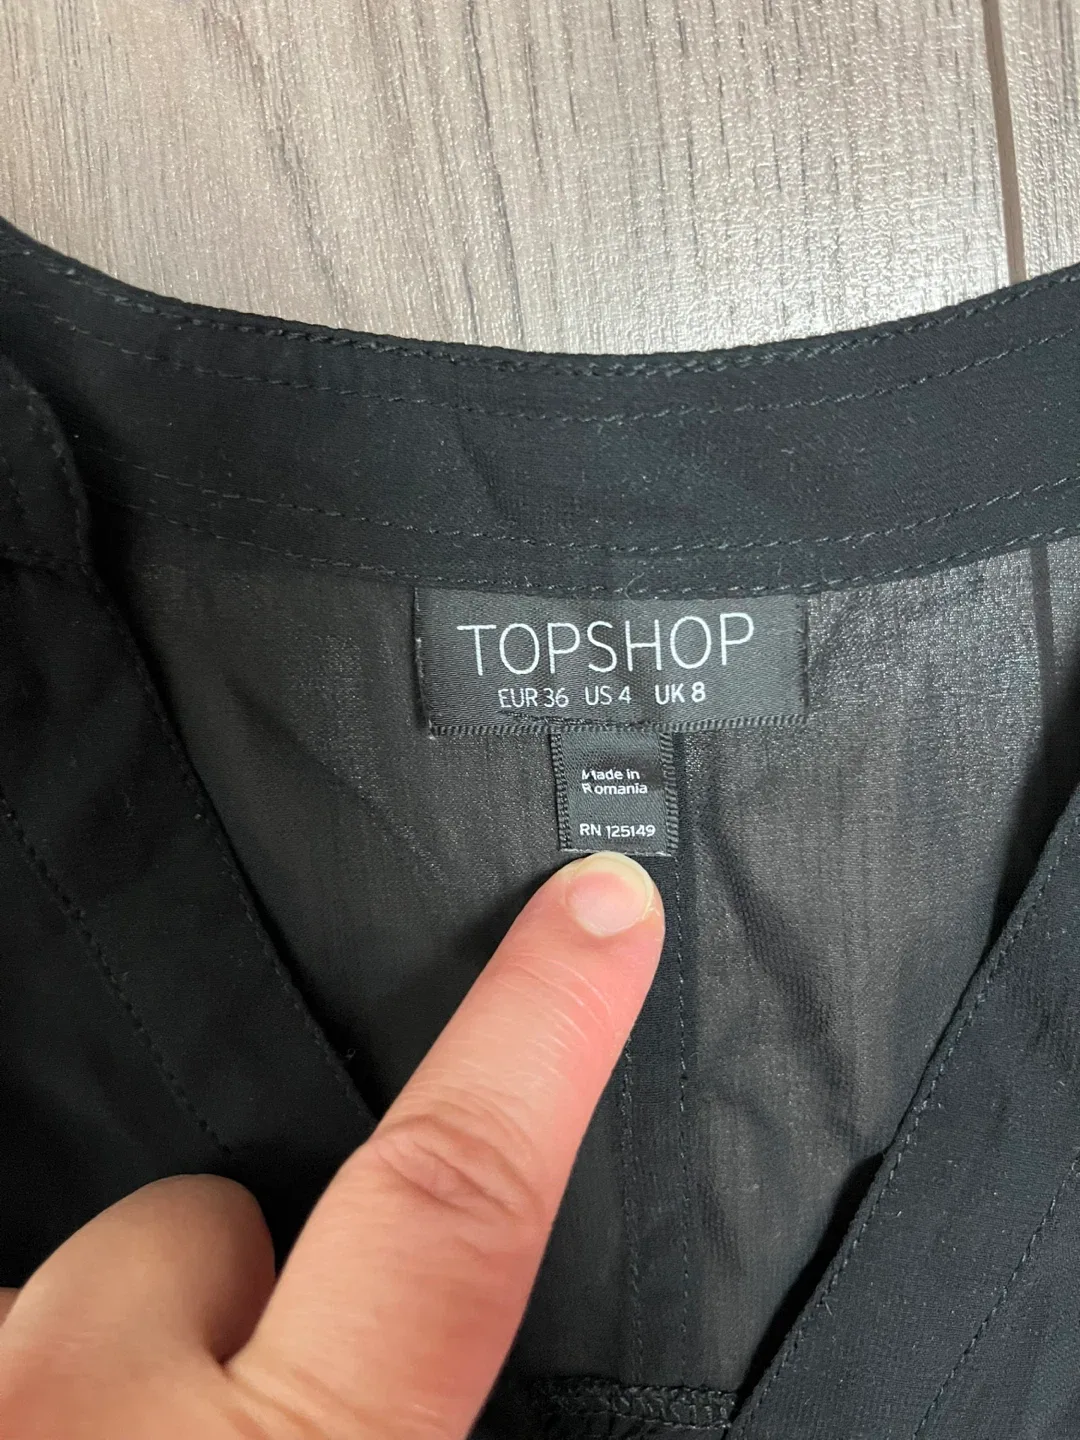 TOPSHOP
EUR 36 US 4 UK 8
Made in
Romania
RN 125149